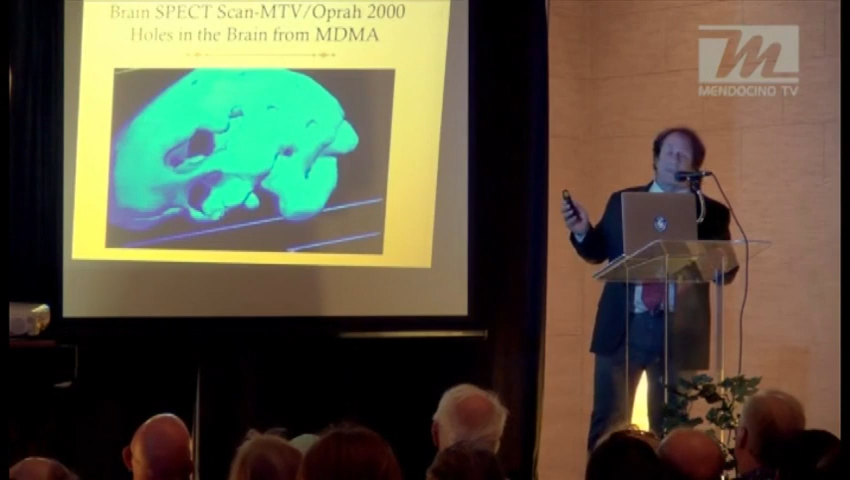 Brain SPECT Scan-MTV/Oprah 2000
Holes in the Brain from MDMA
M
MENDOCINO TV